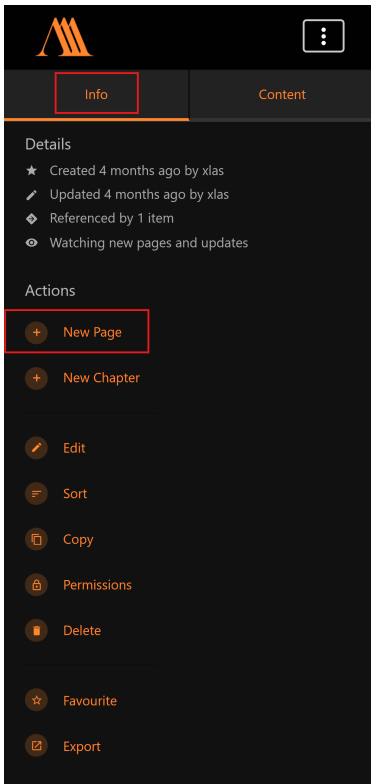 Info
Content
Details
Created 4 months ago by xlas
Updated 4 months ago by xlas
Referenced by 1 item
Watching new pages and updates
Actions
New Page
New Chapter
Edit
Sort
Copy
Permissions
Delete
Favourite
Export